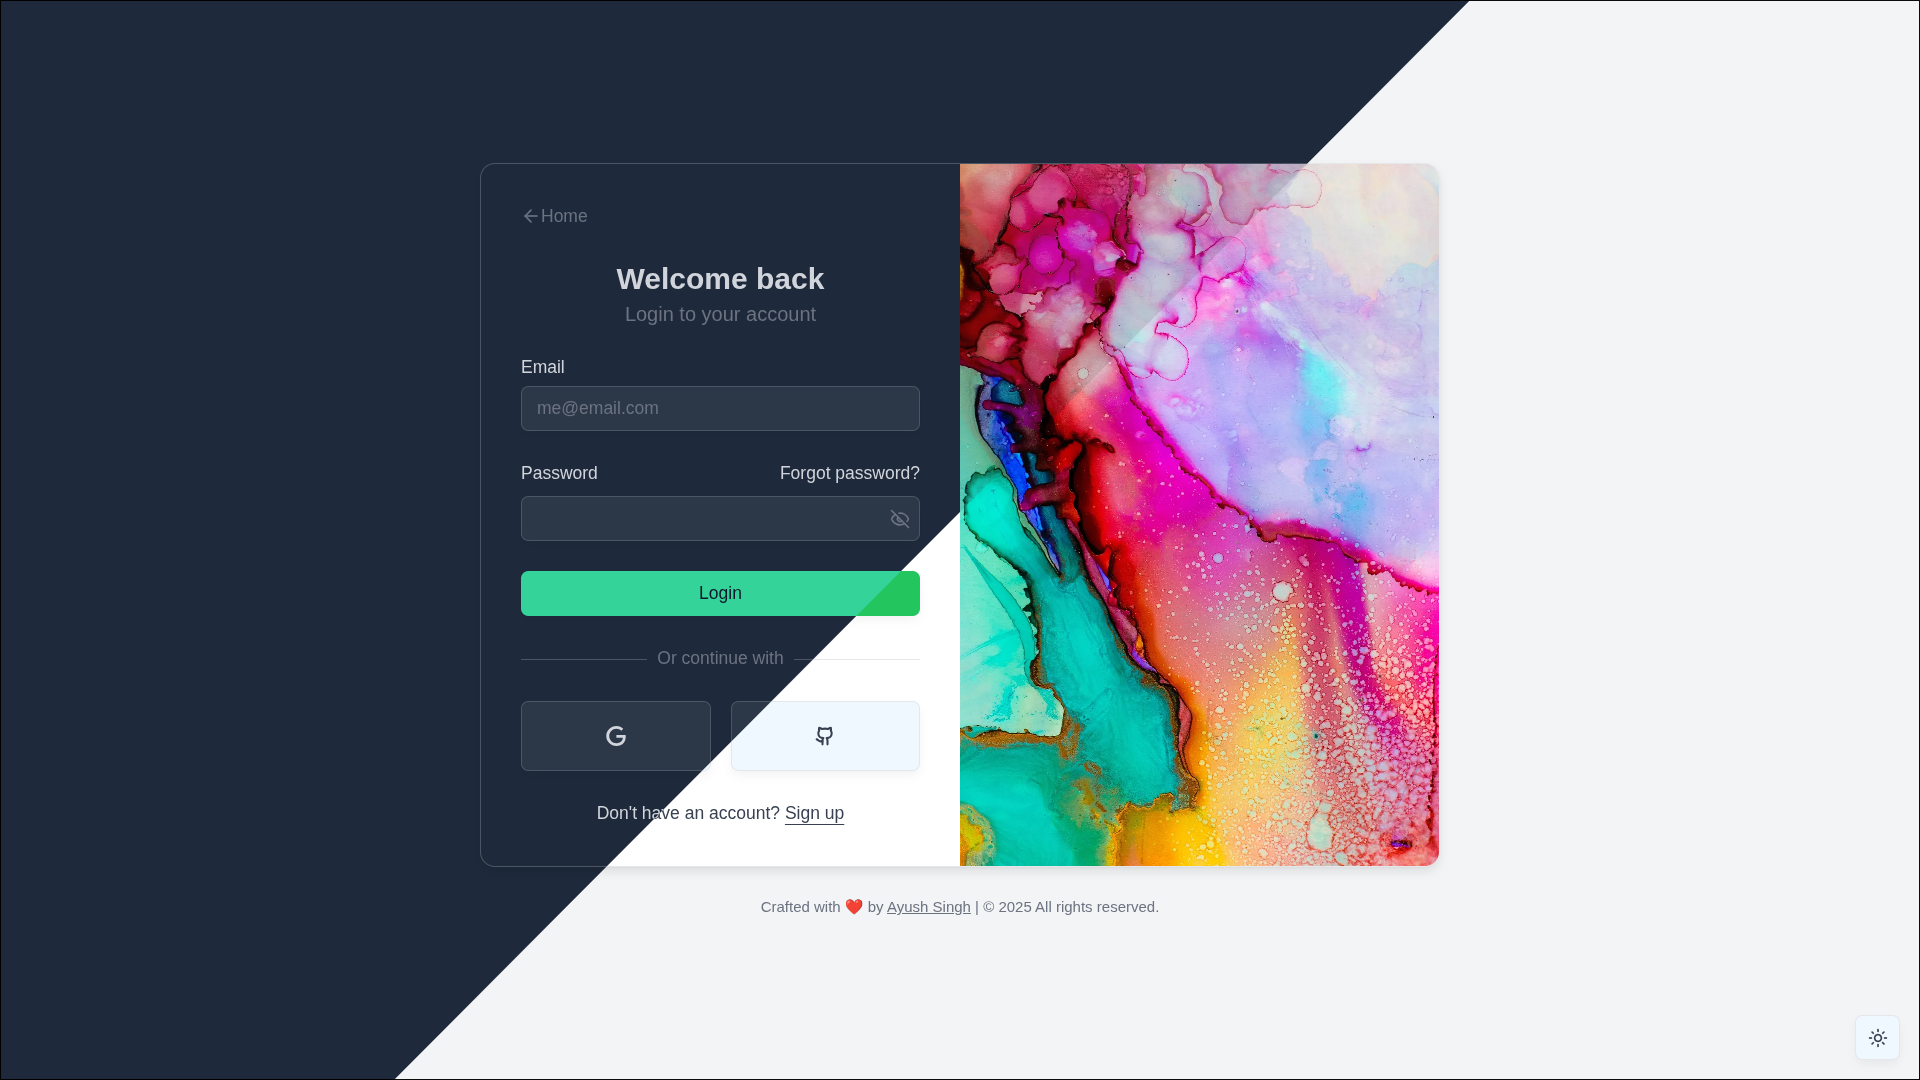 Home
Welcome back
Login to your account
Email
me@email.com
Password
Forgot password?
Login
Or continue with
Don't have an account? Sign up
Crafted with ❤️ by Ayush Singh | © 2025 All rights reserved.